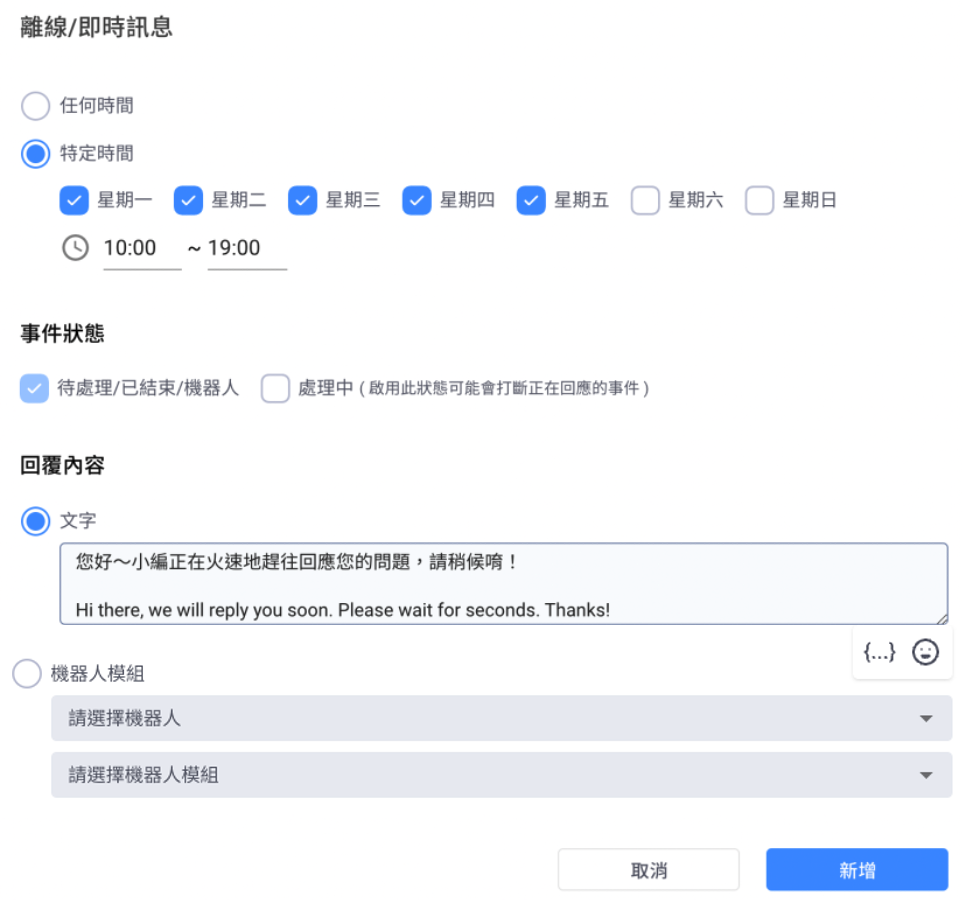 離線/即時訊息
任何時間
特定時間
星期一 星期二 星期三 星期四 星期五 星期六 星期日
10:00 ~ 19:00
事件狀態
待處理/已結束/機器人 處理中 ( 啟用此狀態可能會打斷正在回應的事件 )
回覆內容
文字
您好～小編正在火速地趕往回應您的問題，請稍候唷！
Hi there, we will reply you soon. Please wait for seconds. Thanks!
{...}
機器人模組
請選擇機器人
請選擇機器人模組
取消 新增